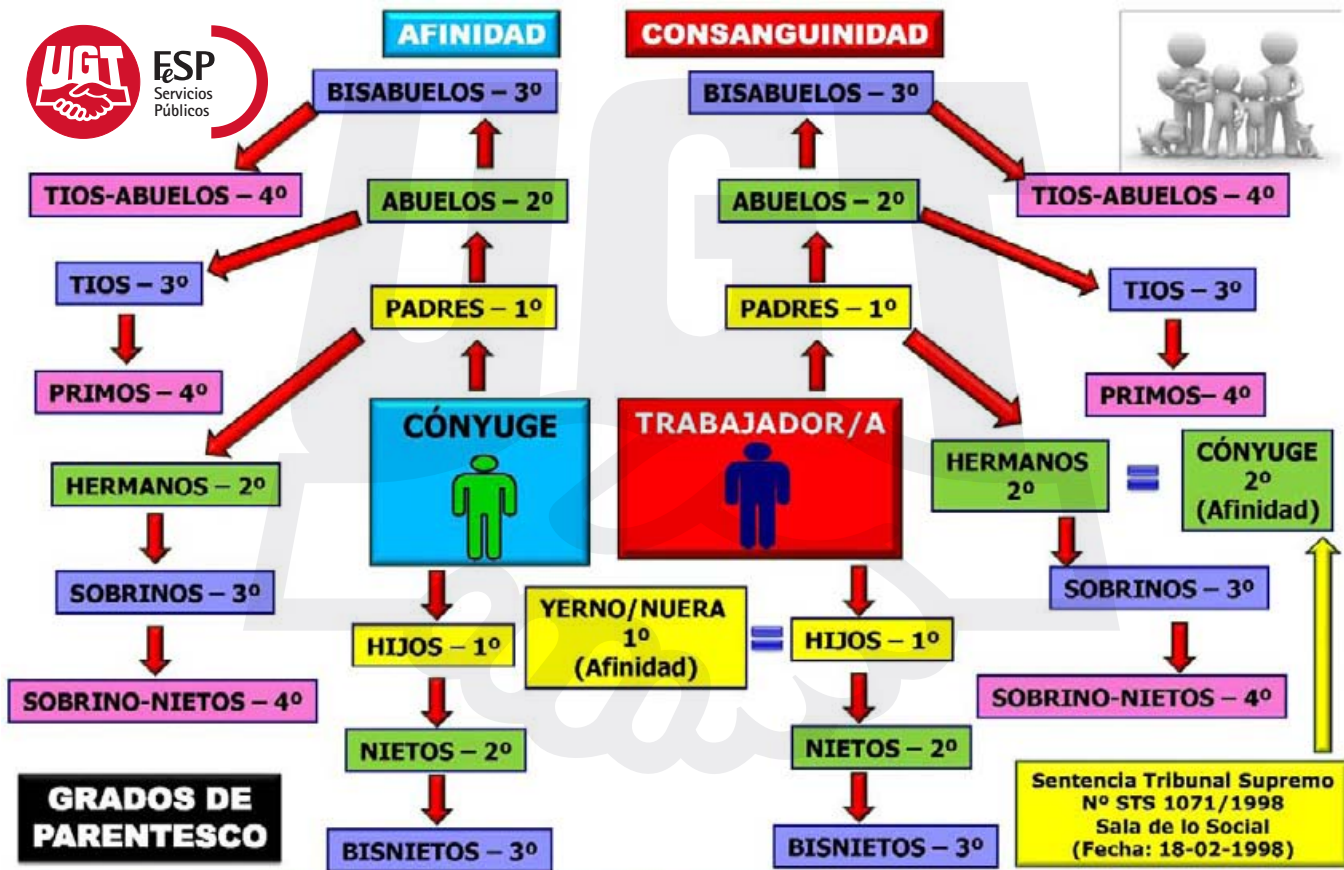 UGT
FeSP
Servicios
Públicos
AFINIDAD
CONSANGUINIDAD
BISABUELOS – 3º
BISABUELOS – 3º
TIOS-ABUELOS – 4º
ABUELOS – 2º
ABUELOS – 2º
TIOS-ABUELOS – 4º
TIOS – 3º
PADRES – 1º
PADRES – 1º
TIOS – 3º
PRIMOS – 4º
PRIMOS– 4º
CÓNYUGE
TRABAJADOR/A
HERMANOS – 2º
HERMANOS
2º
=
CÓNYUGE
2º
(Afinidad)
SOBRINOS – 3º
SOBRINOS – 3º
HIJOS – 1º
YERNO/NUERA
1º
(Afinidad)
=
HIJOS – 1º
SOBRINO-NIETOS – 4º
SOBRINO-NIETOS – 4º
NIETOS – 2º
NIETOS – 2º
BISNIETOS – 3º
BISNIETOS – 3º
GRADOS DE
PARENTESCO
Sentencia Tribunal Supremo
Nº STS 1071/1998
Sala de lo Social
(Fecha: 18-02-1998)
UGT